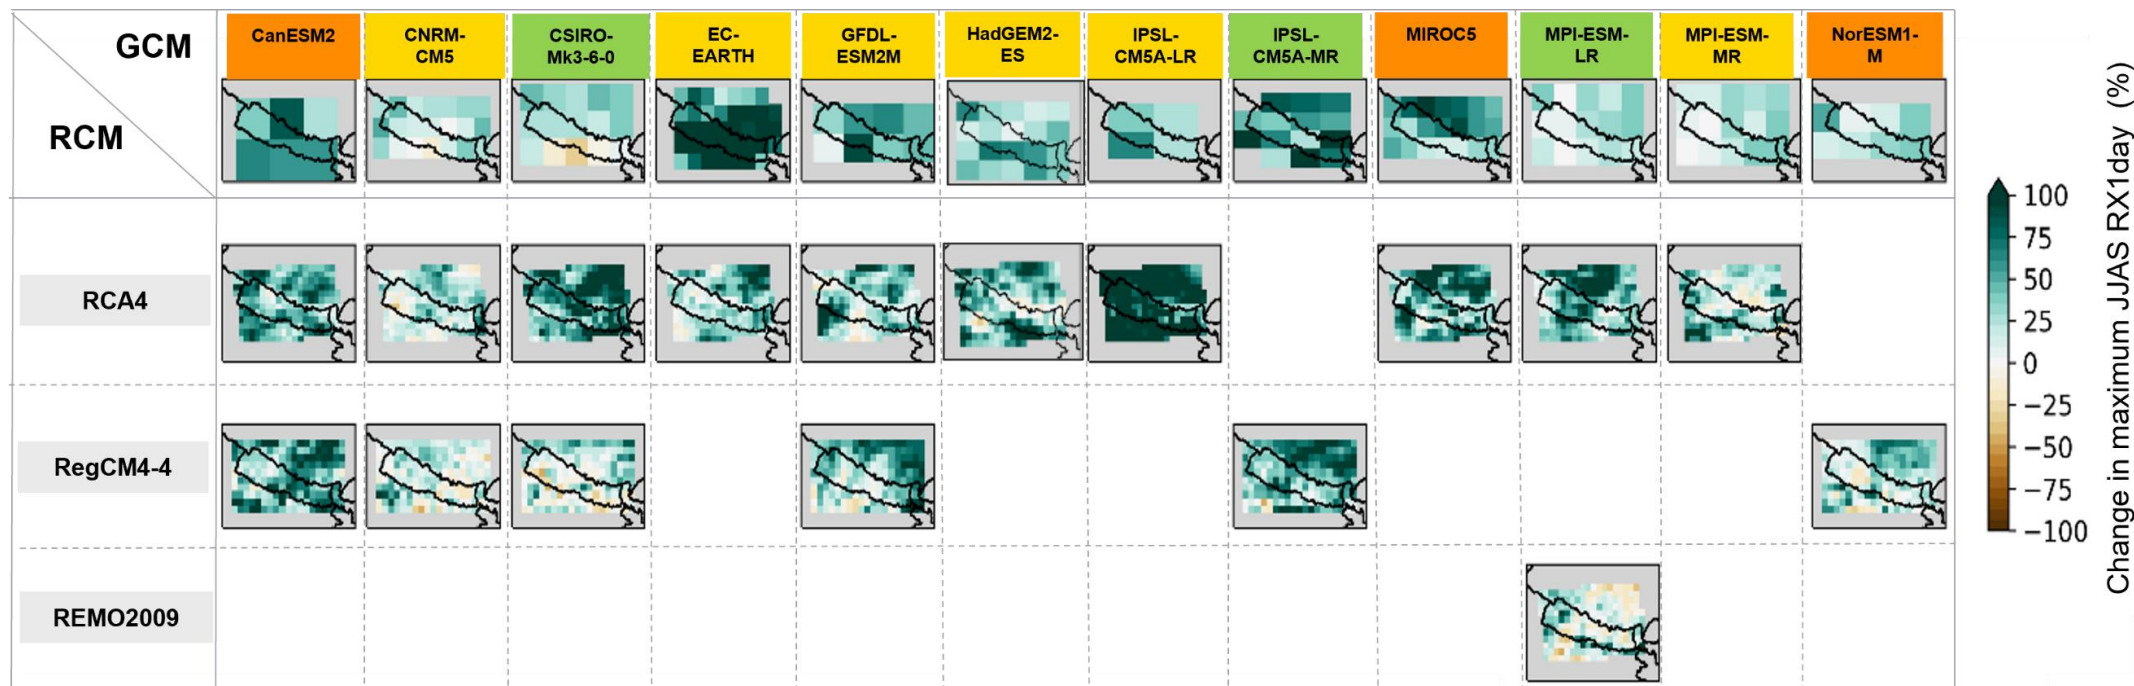 GCM
RCM
CanESM2
CNRM-
CM5
CSIRO-
Mk3-6-0
EC-
EARTH
GFDL-
ESM2M
HadGEM2-
ES
IPSL-
CM5A-LR
IPSL-
CM5A-MR
MIROC5
MPI-ESM-
LR
MPI-ESM-
MR
NorESM1-
M
RCA4
RegCM4-4
REMO2009
100
75
50
25
0
−25
−50
−75
−100
Change in maximum JJAS RX1day (%)